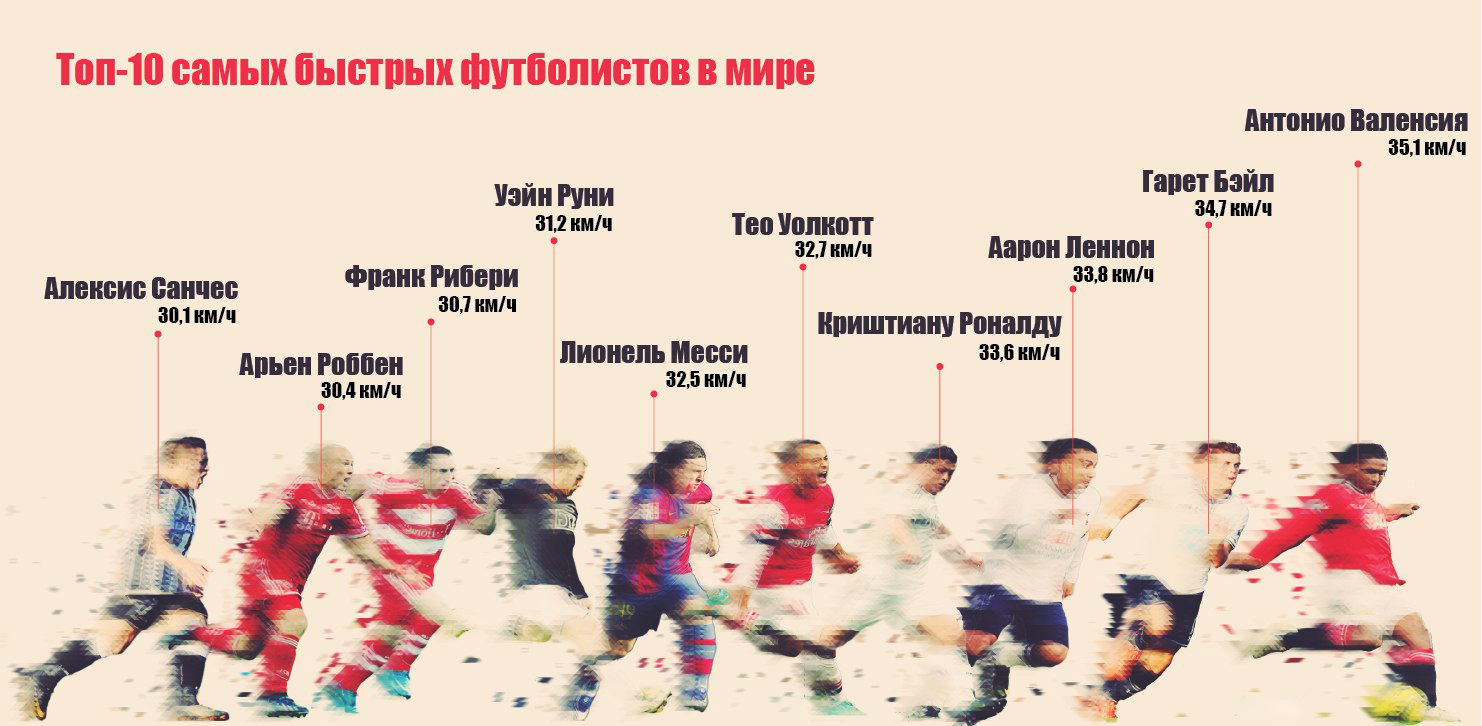 Топ-10 самых быстрых футболистов в мире
Алексис Санчес
30,1 км/ч
Арьен Роббен
30,4 км/ч
Франк Рибери
30,7 км/ч
Уэйн Руни
31,2 км/ч
Лионель Месси
32,5 км/ч
Тео Уолкотт
32,7 км/ч
Криштиану Роналду
33,6 км/ч
Аарон Леннон
33,8 км/ч
Гарет Бэйл
34,7 км/ч
Антонио Валенсия
35,1 км/ч